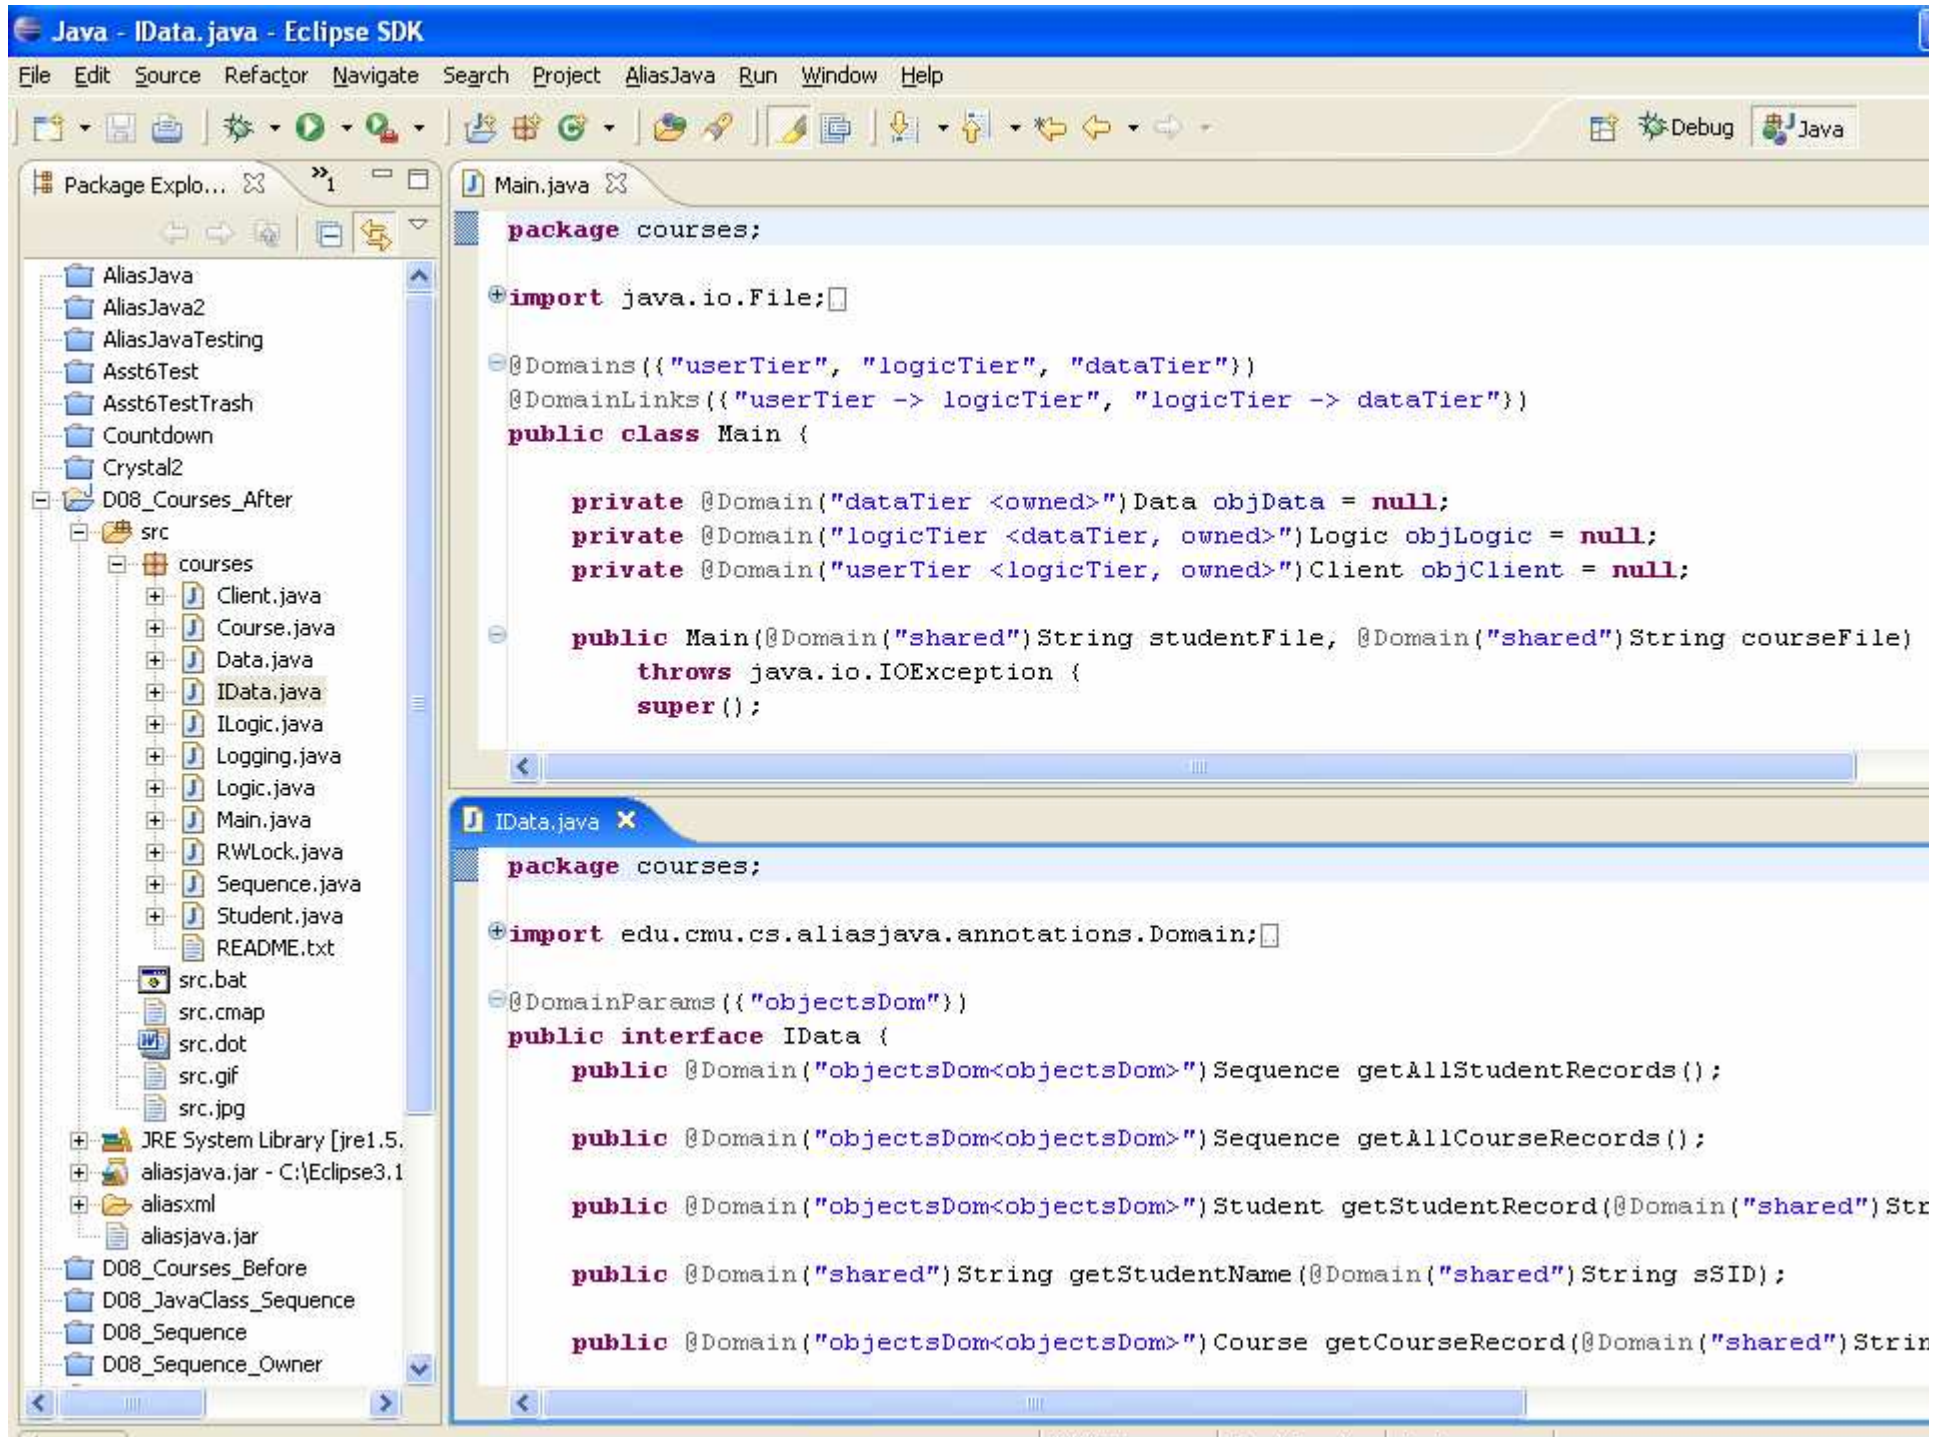 Java - IData.java - Eclipse SDK
File Edit Source Refactor Navigate Search Project AliasJava Run Window Help
Debug Java
Package Explo... »1
AliasJava
AliasJava2
AliasJavaTesting
Asst6Test
Asst6TestTrash
Countdown
Crystal2
D08_Courses_After
src
courses
Client.java
Course.java
Data.java
IData.java
ILogic.java
Logging.java
Logic.java
Main.java
RWLock.java
Sequence.java
Student.java
README.txt
src.bat
src.cmap
src.dot
src.gif
src.jpg
JRE System Library [jre1.5.
aliasjava.jar - C:\Eclipse3.1
aliasxml
aliasjava.jar
D08_Courses_Before
D08_JavaClass_Sequence
D08_Sequence
D08_Sequence_Owner
Main.java
package courses;
import java.io.File;
@Domains({"userTier", "logicTier", "dataTier"})
@DomainLinks({"userTier -> logicTier", "logicTier -> dataTier"})
public class Main {
private @Domain("dataTier <owned>")Data objData = null;
private @Domain("logicTier <dataTier, owned>")Logic objLogic = null;
private @Domain("userTier <logicTier, owned>")Client objClient = null;
public Main(@Domain("shared")String studentFile, @Domain("shared")String courseFile)
throws java.io.IOException {
super();
IData.java
package courses;
import edu.cmu.cs.aliasjava.annotations.Domain;
@DomainParams({"objectsDom"})
public interface IData {
public @Domain("objectsDom<objectsDom>")Sequence getAllStudentRecords();
public @Domain("objectsDom<objectsDom>")Sequence getAllCourseRecords();
public @Domain("objectsDom<objectsDom>")Student getStudentRecord(@Domain("shared")Str
public @Domain("shared")String getStudentName(@Domain("shared")String sSID);
public @Domain("objectsDom<objectsDom>")Course getCourseRecord(@Domain("shared")Strin